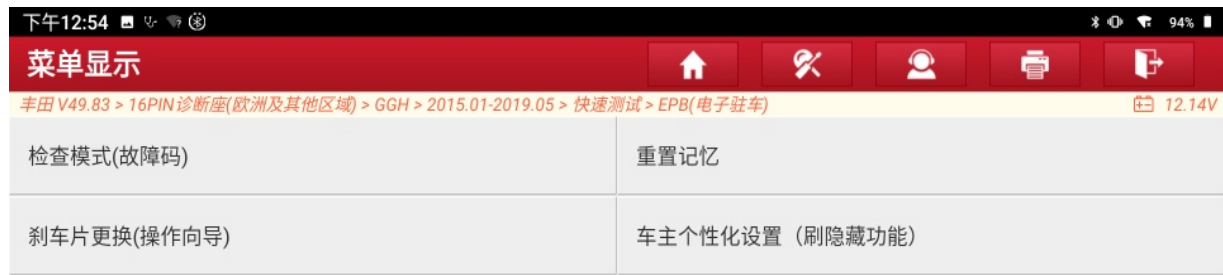 下午12:54 94%
菜单显示
丰田 V49.83 > 16PIN诊断座(欧洲及其他区域) > GGH > 2015.01-2019.05 > 快速测试 > EPB(电子驻车) 12.14V
检查模式(故障码) 重置记忆
刹车片更换(操作向导) 车主个性化设置（刷隐藏功能）